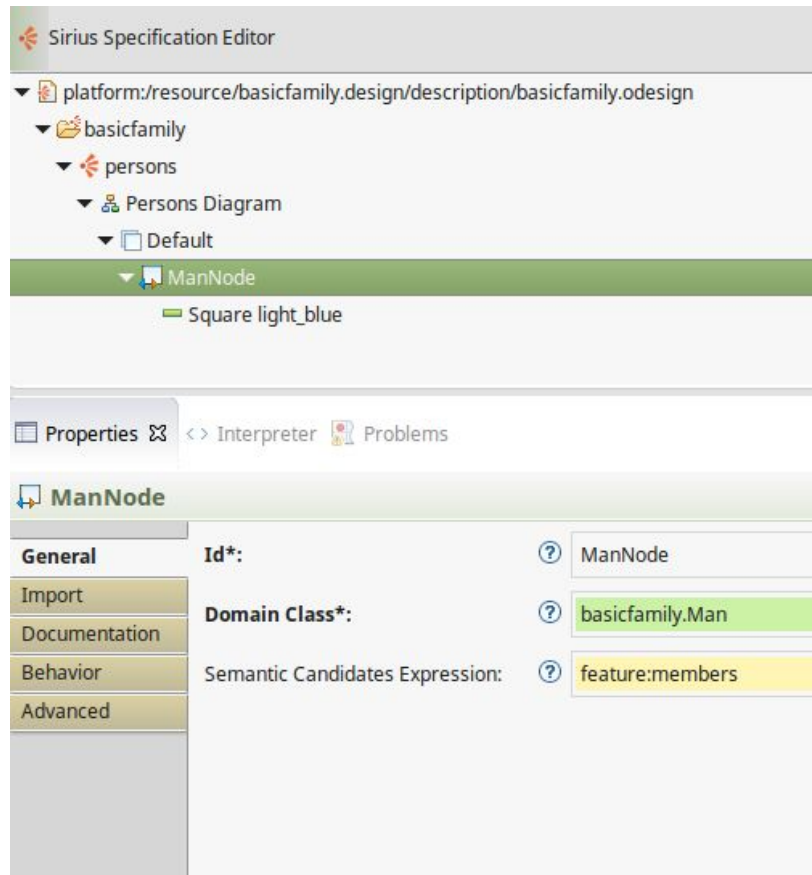 Sirius Specification Editor
platform:/resource/basicfamily.design/description/basicfamily.odesign
basicfamily
persons
Persons Diagram
Default
ManNode
Square light_blue
Properties Interpreter Problems
ManNode
General
Import
Documentation
Behavior
Advanced
Id*: ManNode
Domain Class*: basicfamily.Man
Semantic Candidates Expression: feature:members